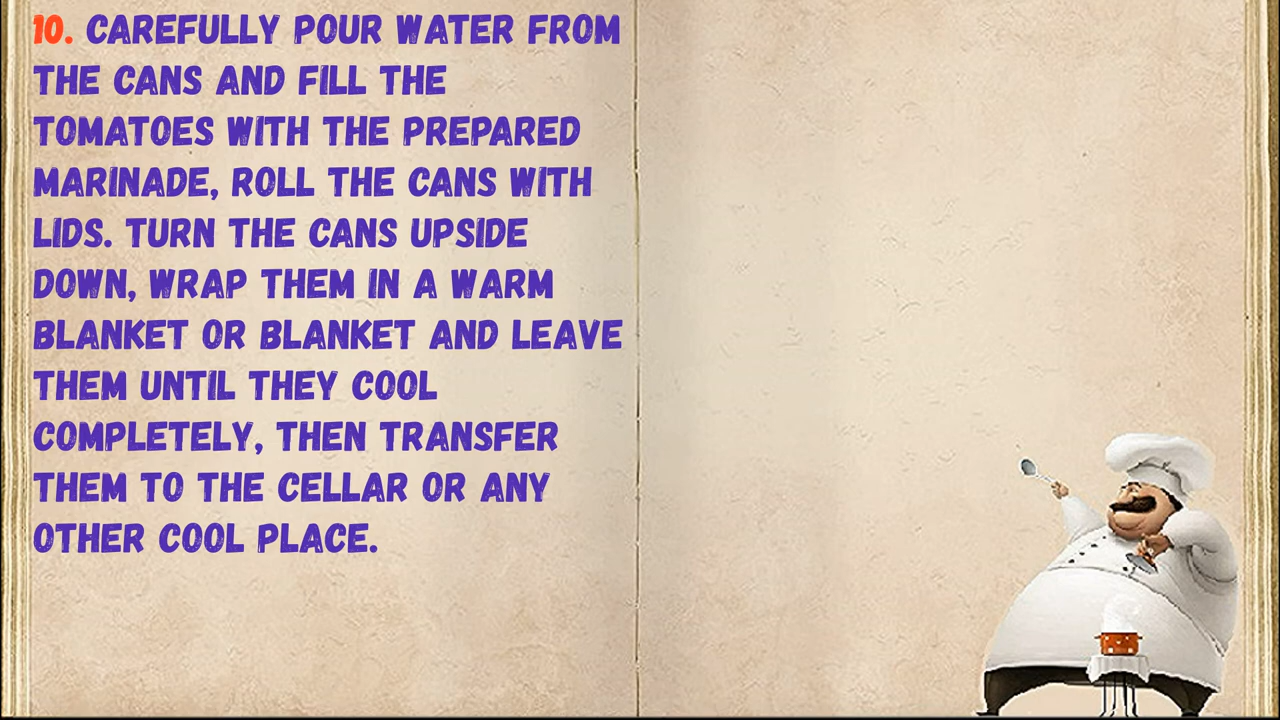 10. CAREFULLY POUR WATER FROM
THE CANS AND FILL THE
TOMATOES WITH THE PREPARED
MARINADE, ROLL THE CANS WITH
LIDS. TURN THE CANS UPSIDE
DOWN, WRAP THEM IN A WARM
BLANKET OR BLANKET AND LEAVE
THEM UNTIL THEY COOL
COMPLETELY, THEN TRANSFER
THEM TO THE CELLAR OR ANY
OTHER COOL PLACE.